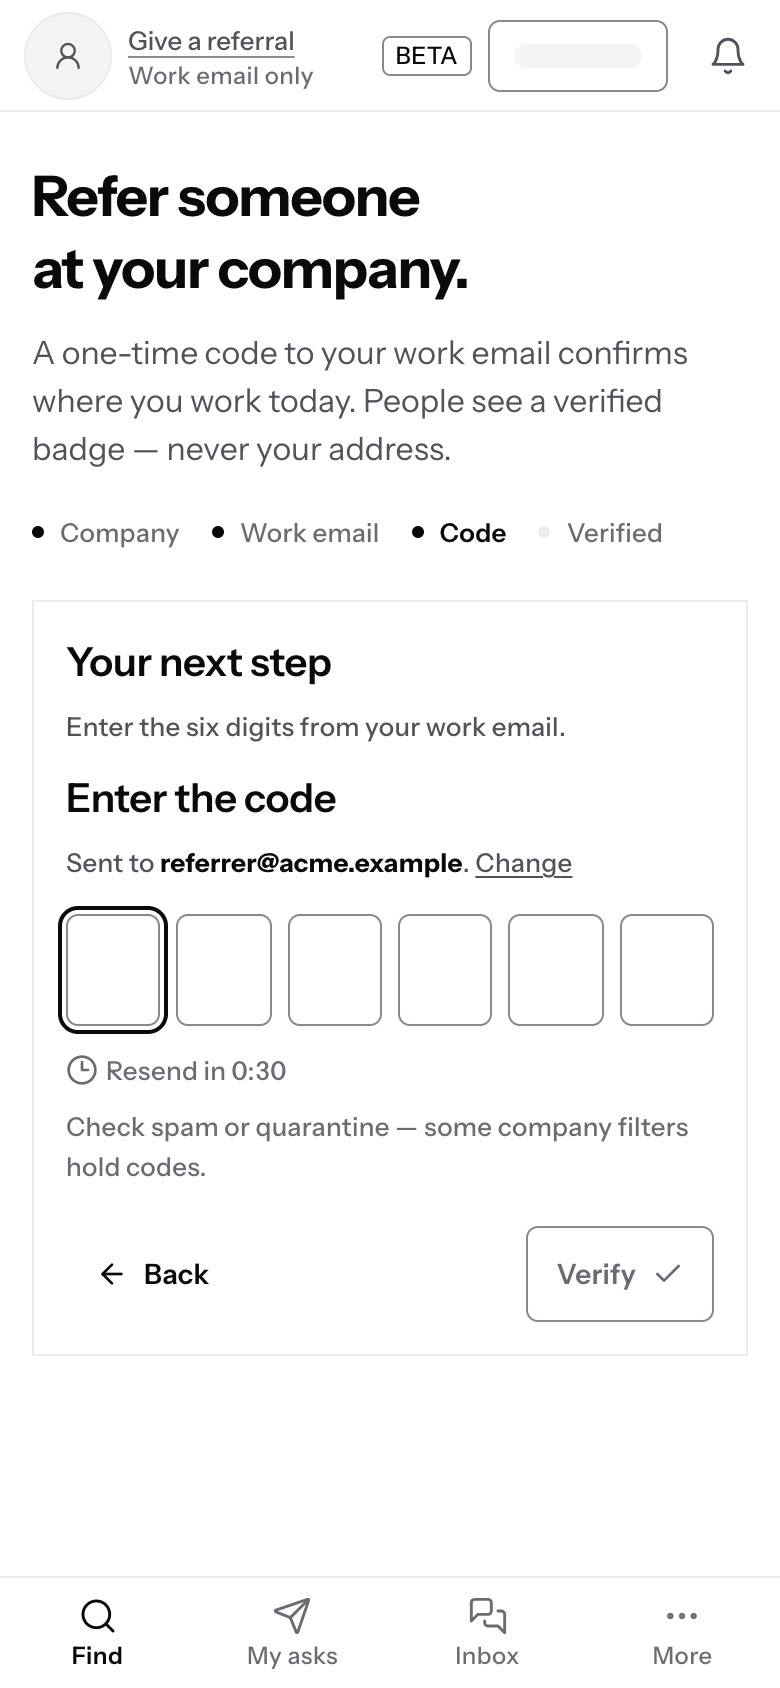 Give a referral
Work email only
BETA
Refer someone
at your company.
A one-time code to your work email confirms
where you work today. People see a verified
badge — never your address.
Company
Work email
Code
Verified
Your next step
Enter the six digits from your work email.
Enter the code
Sent to referrer@acme.example. Change
Resend in 0:30
Check spam or quarantine — some company filters
hold codes.
Back
Verify
Find
My asks
Inbox
More